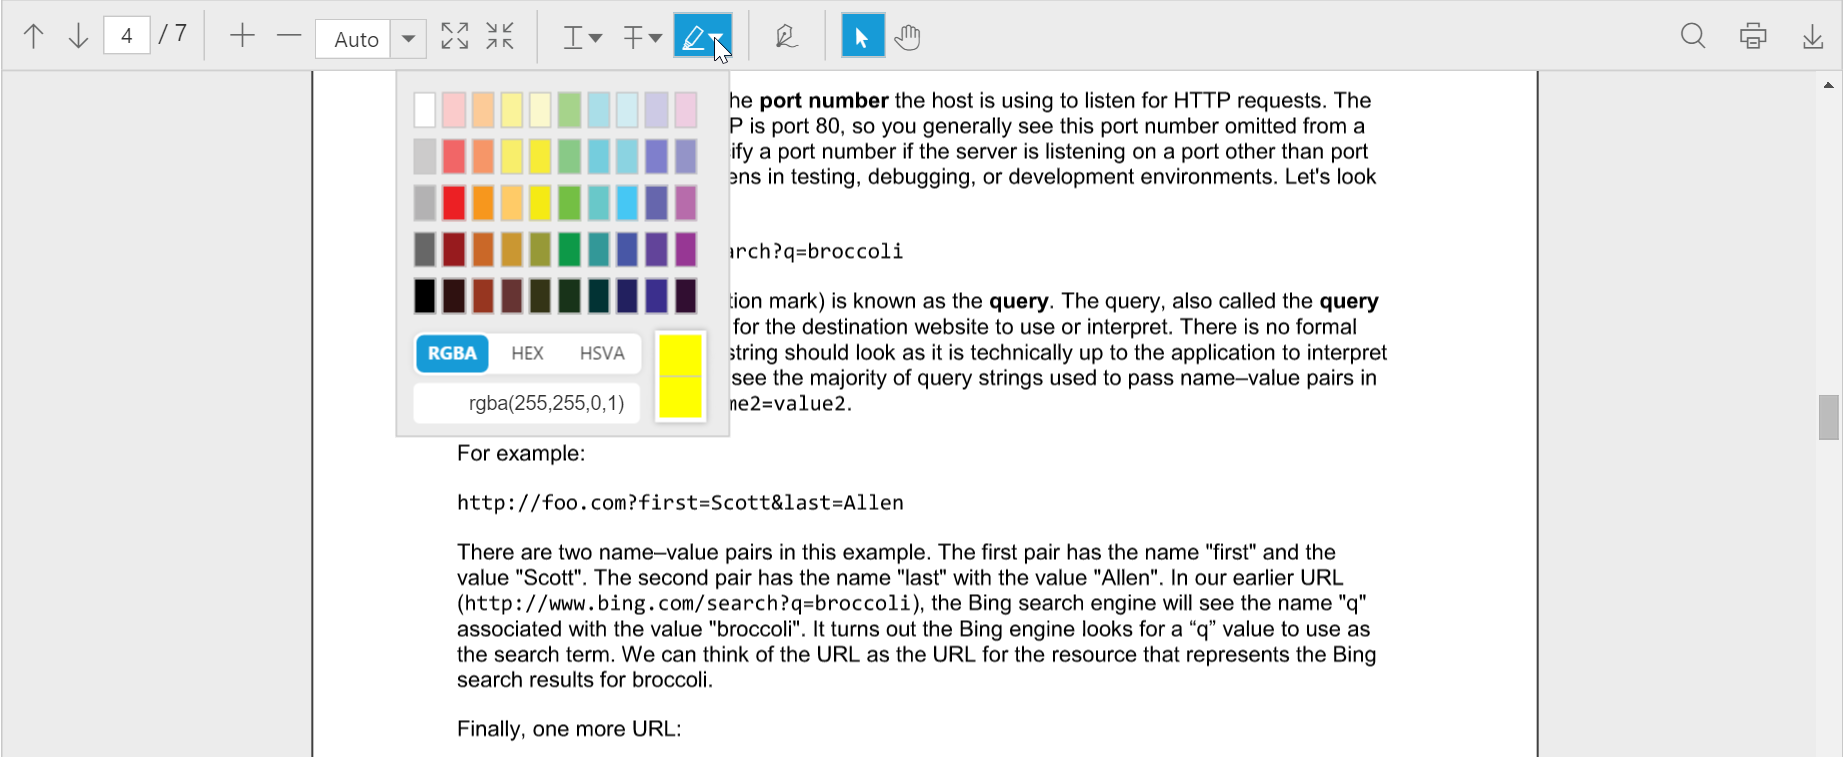 4 / 7 Auto
he port number the host is using to listen for HTTP requests. The
P is port 80, so you generally see this port number omitted from a
ify a port number if the server is listening on a port other than port
ens in testing, debugging, or development environments. Let's look
arch?q=broccoli
tion mark) is known as the query. The query, also called the query
for the destination website to use or interpret. There is no formal
string should look as it is technically up to the application to interpret
see the majority of query strings used to pass name–value pairs in
me2=value2.
RGBA HEX HSVA
rgba(255,255,0,1)
For example:
http://foo.com?first=Scott&last=Allen
There are two name–value pairs in this example. The first pair has the name "first" and the
value "Scott". The second pair has the name "last" with the value "Allen". In our earlier URL
(http://www.bing.com/search?q=broccoli), the Bing search engine will see the name "q"
associated with the value "broccoli". It turns out the Bing engine looks for a “q” value to use as
the search term. We can think of the URL as the URL for the resource that represents the Bing
search results for broccoli.
Finally, one more URL: